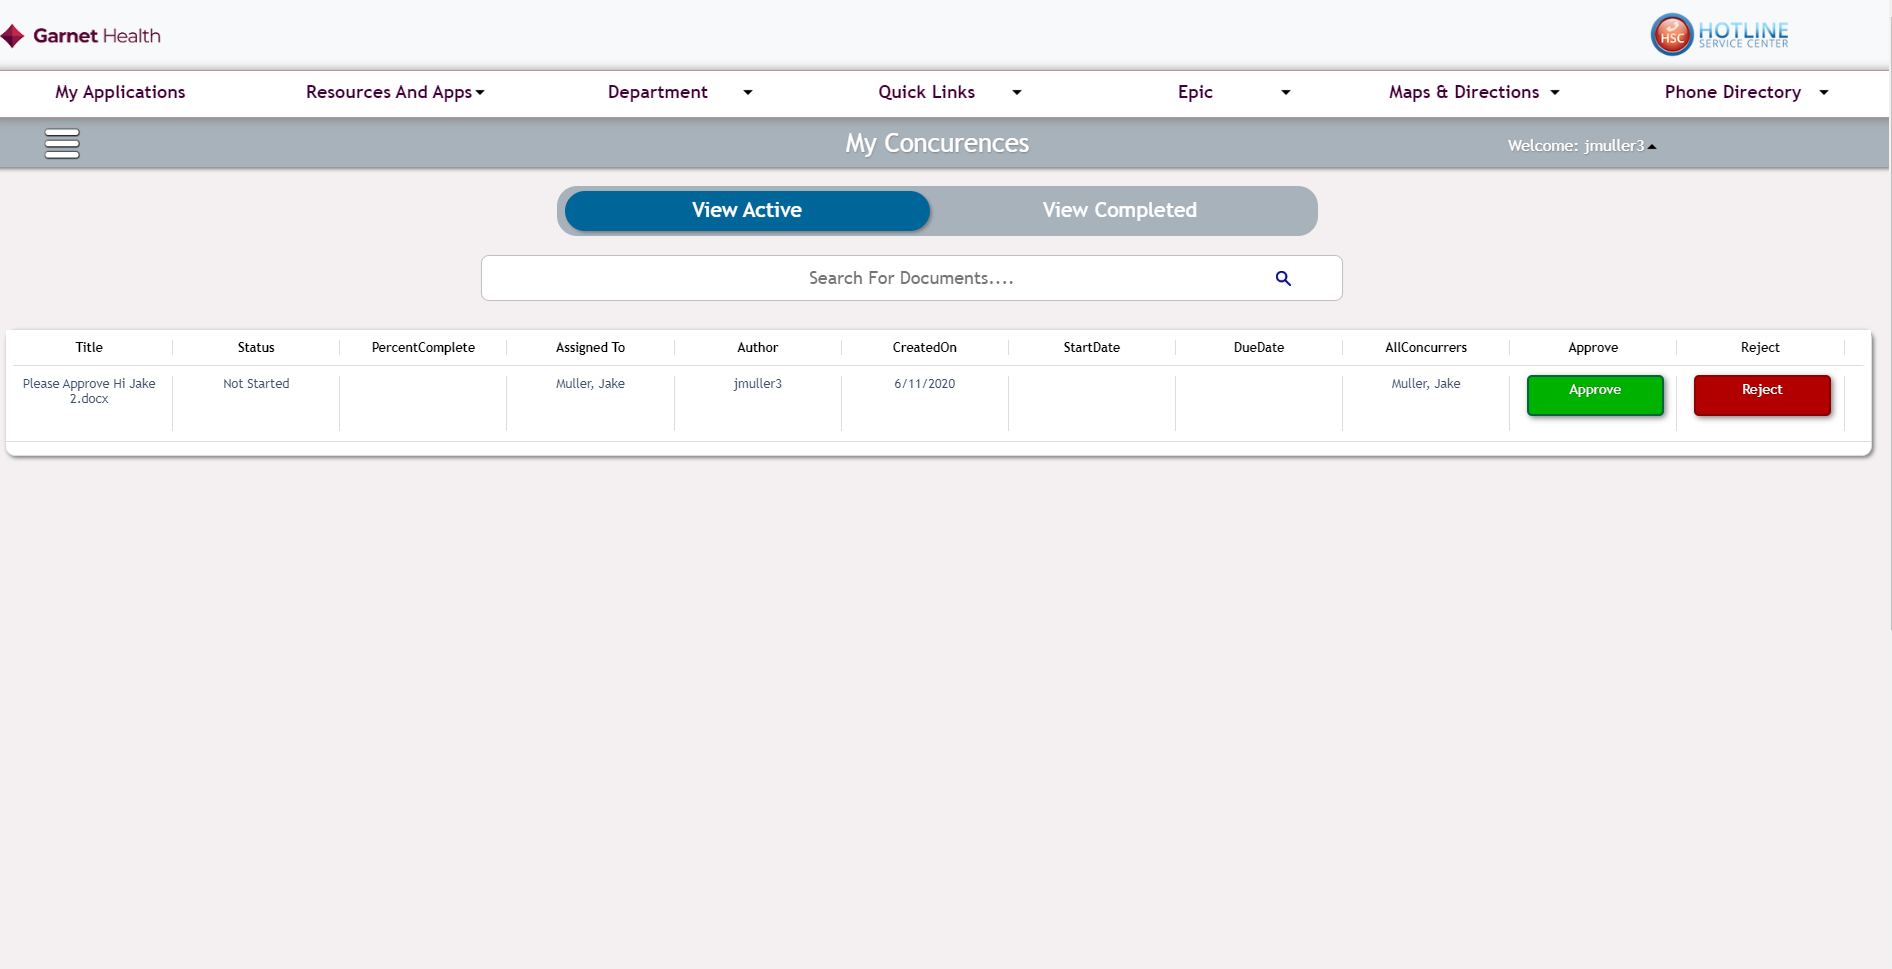 Garnet Health
HSC HOTLINE
SERVICE CENTER
My Applications Resources And Apps Department Quick Links Epic Maps & Directions Phone Directory
My Concurences
Welcome: jmuller3
View Active View Completed
Search For Documents....
Title Status PercentComplete Assigned To Author CreatedOn StartDate DueDate AllConcurrers Approve Reject
Please Approve Hi Jake Not Started Muller, Jake jmuller3 6/11/2020 Muller, Jake Approve Reject
2.docx